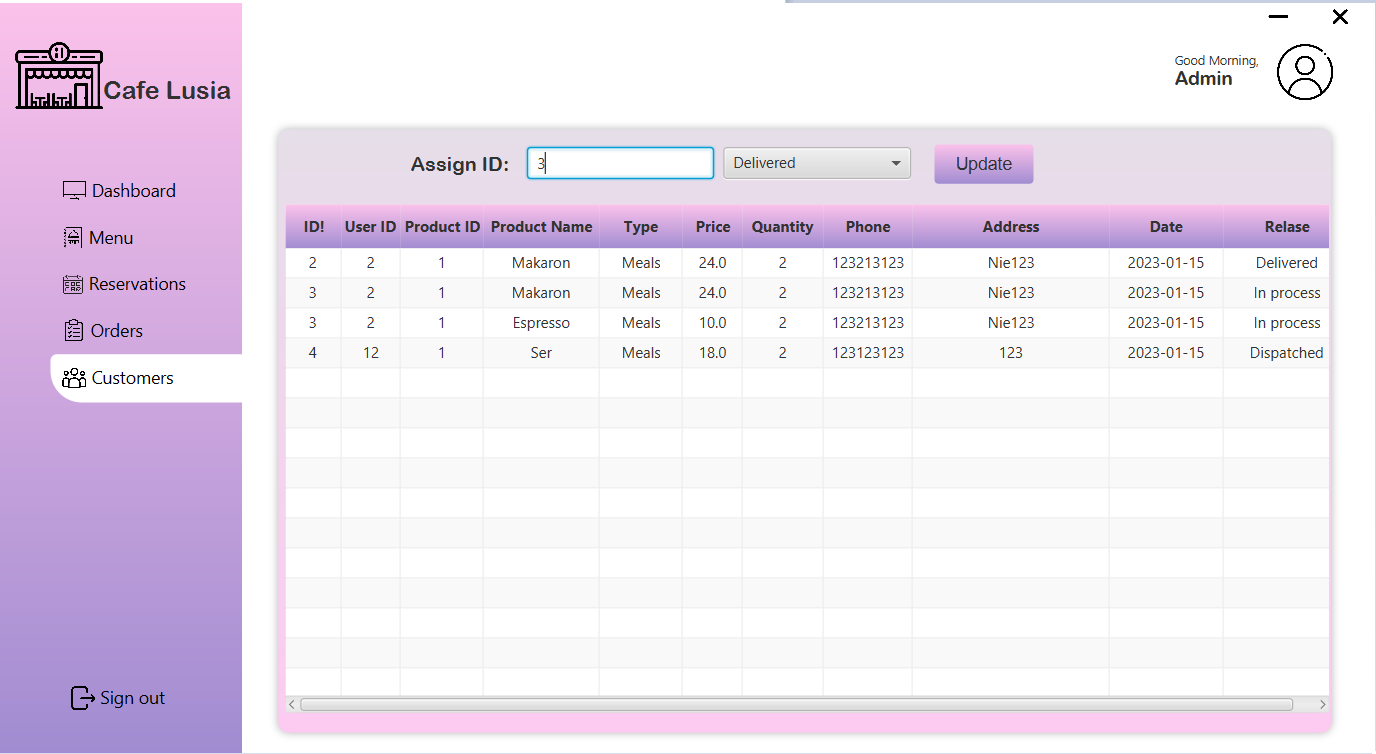 Good Morning,
Admin
Cafe Lusia
Dashboard
Menu
Reservations
Orders
Customers
Sign out
Assign ID: 3 Delivered Update
ID! User ID Product ID Product Name Type Price Quantity Phone Address Date Relase
2 2 1 Makaron Meals 24.0 2 123213123 Nie123 2023-01-15 Delivered
3 2 1 Makaron Meals 24.0 2 123213123 Nie123 2023-01-15 In process
3 2 1 Espresso Meals 10.0 2 123213123 Nie123 2023-01-15 In process
4 12 1 Ser Meals 18.0 2 123123123 123 2023-01-15 Dispatched